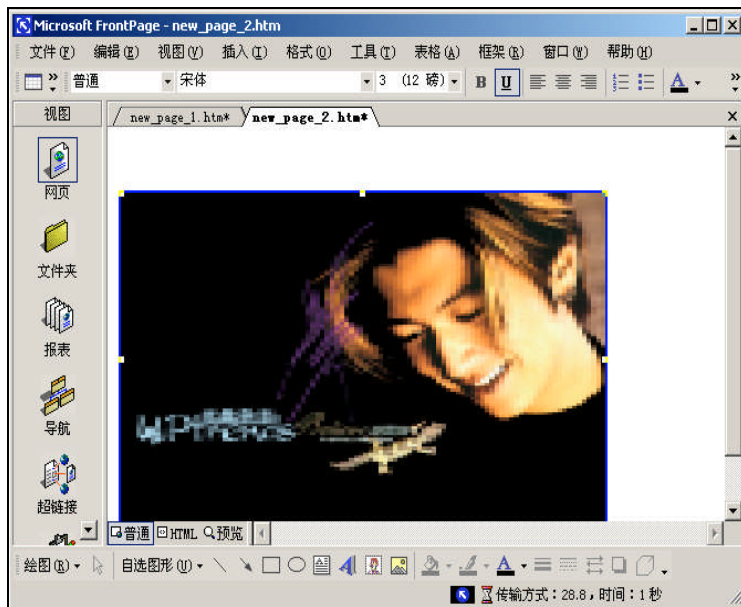 Microsoft FrontPage - new_page_2.htm
文件(F) 编辑(E) 视图(V) 插入(I) 格式(O) 工具(T) 表格(A) 框架(R) 窗口(W) 帮助(H)
普通 宋体 3 (12 磅) B U A
视图 new_page_1.htm* new_page_2.htm*
网页
文件夹
报表
导航
超链接
普通 HTML 预览
绘图(R) 自选图形(U) A
传输方式：28.8，时间：1秒